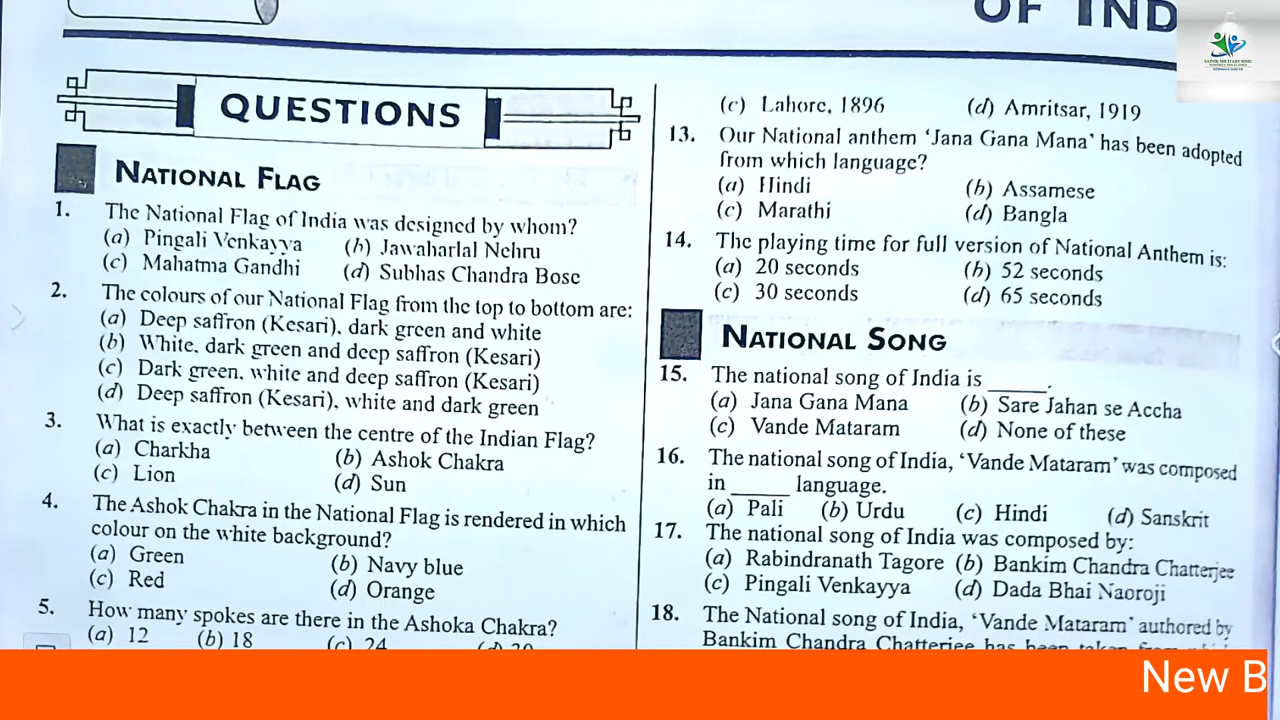 OF IND
QUESTIONS
NATIONAL FLAG
1. The National Flag of India was designed by whom?
(a) Pingali Venkayya (b) Jawaharlal Nehru
(c) Mahatma Gandhi (d) Subhas Chandra Bose
2. The colours of our National Flag from the top to bottom are:
(a) Deep saffron (Kesari), dark green and white
(b) White, dark green and deep saffron (Kesari)
(c) Dark green, white and deep saffron (Kesari)
(d) Deep saffron (Kesari), white and dark green
3. What is exactly between the centre of the Indian Flag?
(a) Charkha (b) Ashok Chakra
(c) Lion (d) Sun
4. The Ashok Chakra in the National Flag is rendered in which
colour on the white background?
(a) Green (b) Navy blue
(c) Red (d) Orange
5. How many spokes are there in the Ashoka Chakra?
(a) 12 (b) 18 (c) 24
(c) Lahore, 1896 (d) Amritsar, 1919
13. Our National anthem ‘Jana Gana Mana’ has been adopted
from which language?
(a) Hindi (b) Assamese
(c) Marathi (d) Bangla
14. The playing time for full version of National Anthem is:
(a) 20 seconds (b) 52 seconds
(c) 30 seconds (d) 65 seconds
NATIONAL SONG
15. The national song of India is _____.
(a) Jana Gana Mana (b) Sare Jahan se Accha
(c) Vande Mataram (d) None of these
16. The national song of India, ‘Vande Mataram’ was composed
in _____ language.
(a) Pali (b) Urdu (c) Hindi (d) Sanskrit
17. The national song of India was composed by:
(a) Rabindranath Tagore (b) Bankim Chandra Chatterjee
(c) Pingali Venkayya (d) Dada Bhai Naoroji
18. The National song of India, ‘Vande Mataram’ authored by
Bankim Chandra Chatterjee has been taken from
New B